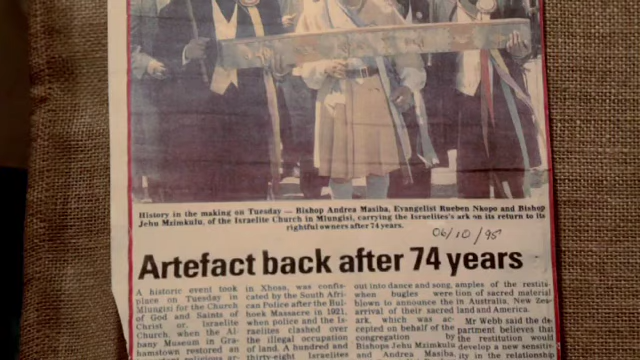 History in the making on Tuesday — Bishop Andrea Masiba, Evangelist Rueben Nkopo and Bishop
Jehu Mzimkulu, of the Israelite Church in Mlungisi, carrying the Israelites's ark on its return to its
rightful owners after 74 years.
06/10/95
Artefact back after 74 years
A historic event took
place on Tuesday in
Mlungisi for the Church
of God and Saints of
Christ or, Israelite
Church, when the Al-
bany Museum in Gra-
hamstown restored an
in Xhosa, was confis-
cated by the South Afri-
can Police after the Bul-
hoek Massacre in 1921,
when police and the Is-
raelites clashed over
the illegal occupation
of land. A hundred and
thirty-eight Israelites
out into dance and song,
when bugles were
blown to announce the
arrival of their sacred
ark, which was ac-
cepted on behalf of the
congregation by
Bishops Jehu Mzimkulu
and Andrea Masiba,
amples of the restitu-
tion of sacred material
in Australia, New Zea-
land and America.
Mr Webb said the de-
partment believes that
the restitution would
develop a new sensitiv-
ity in the relationship